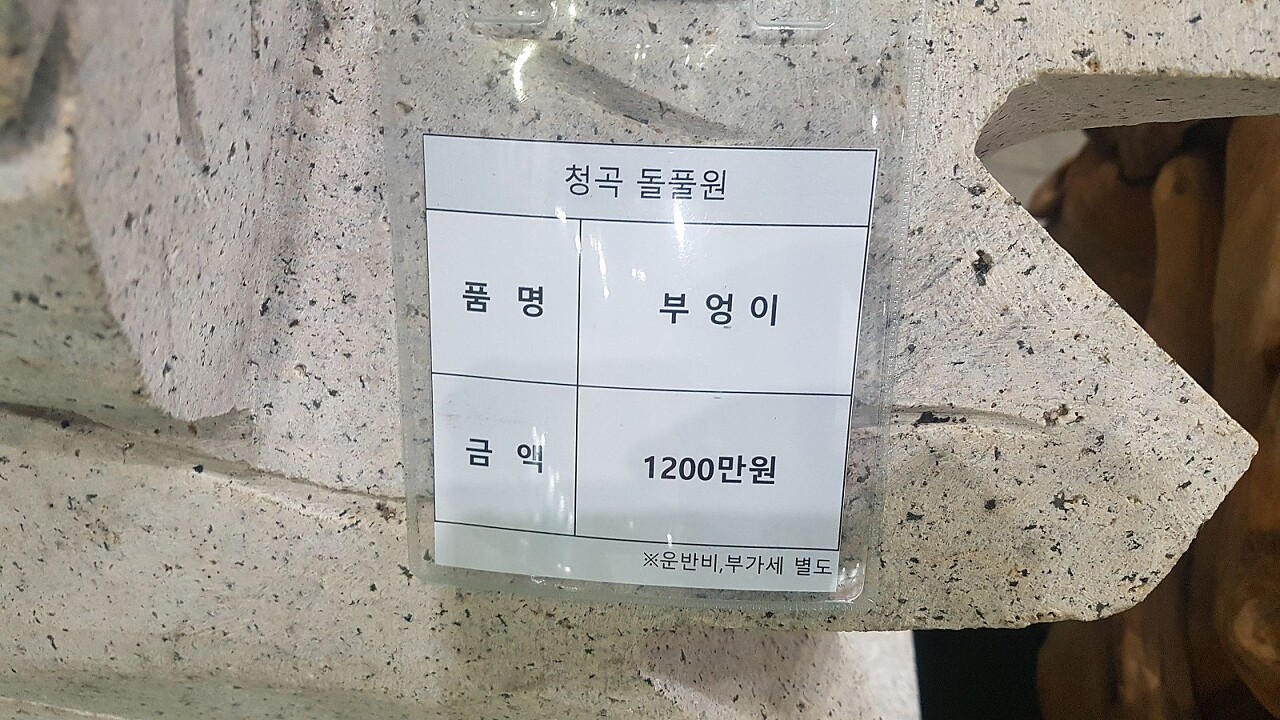 청곡 돌풀원
품 명 부 엉 이
금 액 1200만원
※운반비,부가세 별도